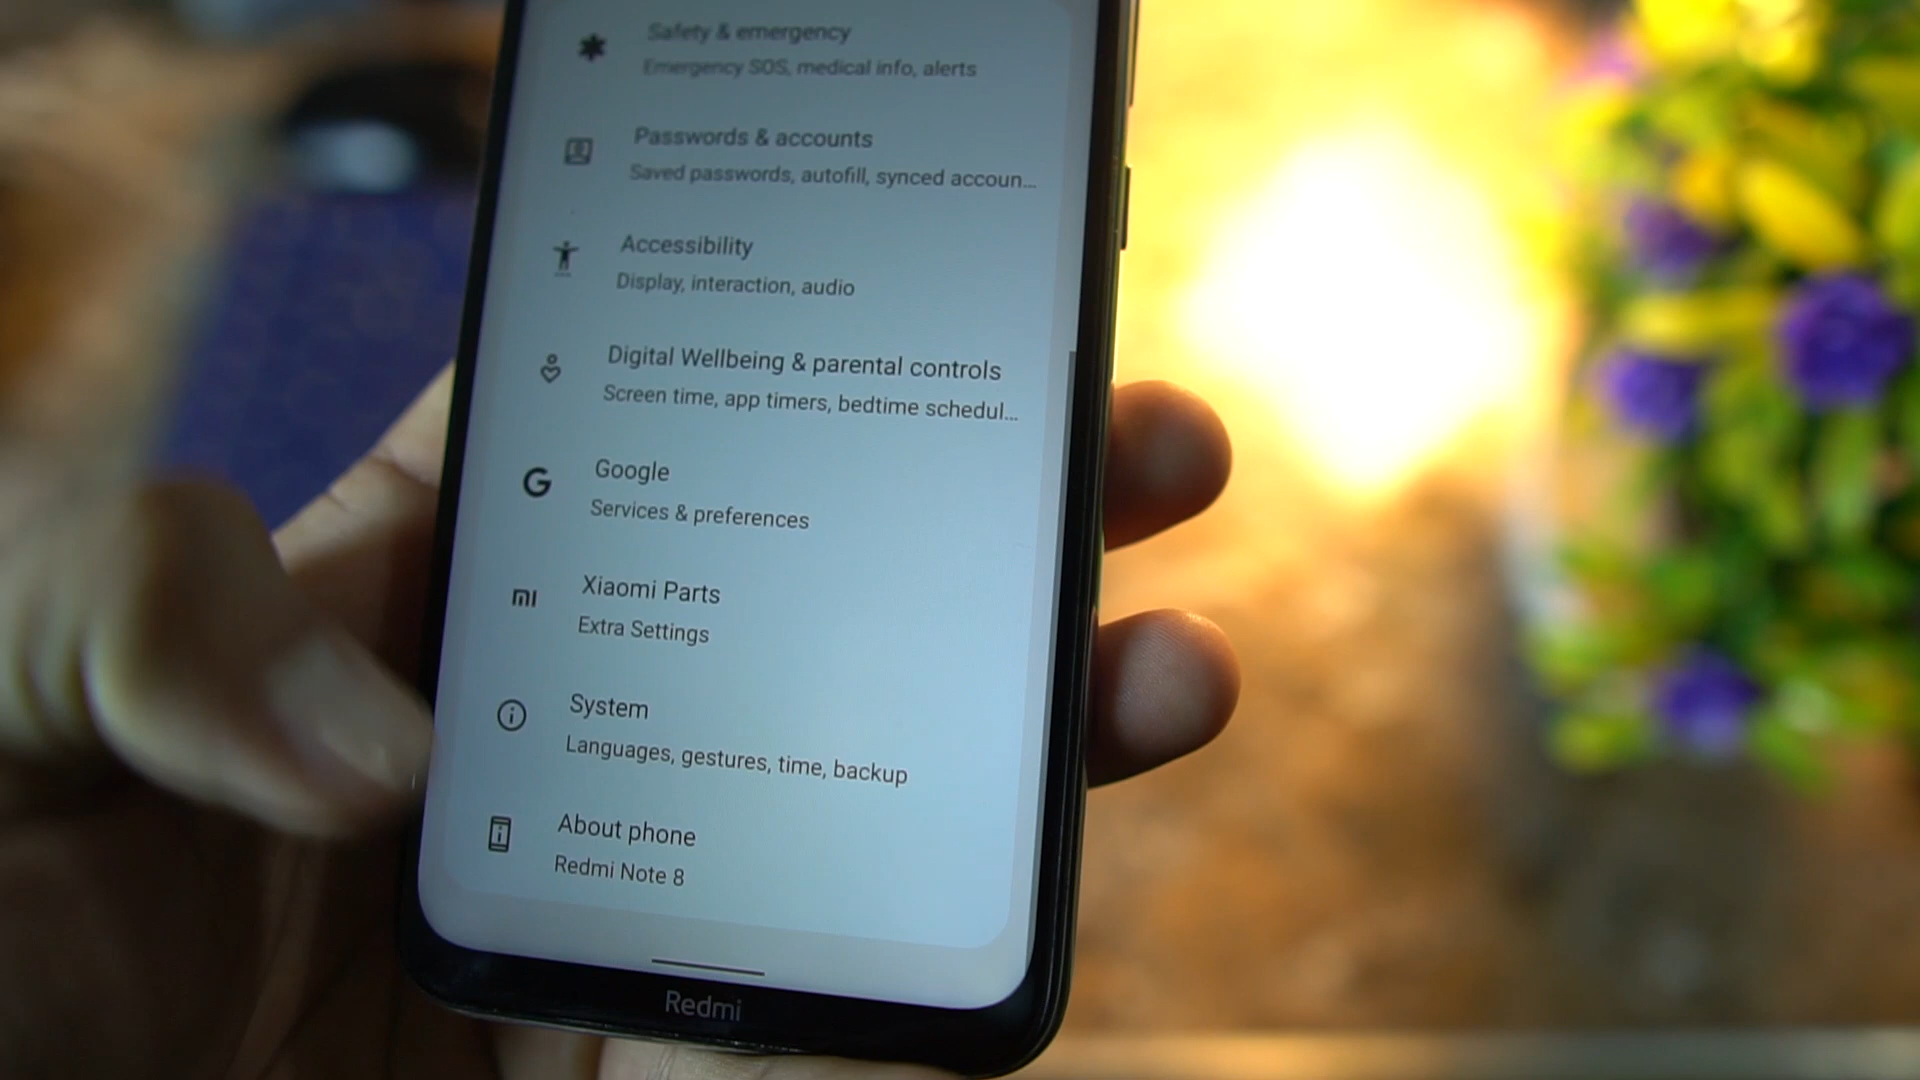 Safety & emergency
Emergency SOS, medical info, alerts
Passwords & accounts
Saved passwords, autofill, synced accoun...
Accessibility
Display, interaction, audio
Digital Wellbeing & parental controls
Screen time, app timers, bedtime schedul...
G
Google
Services & preferences
mi
Xiaomi Parts
Extra Settings
System
Languages, gestures, time, backup
About phone
Redmi Note 8
Redmi